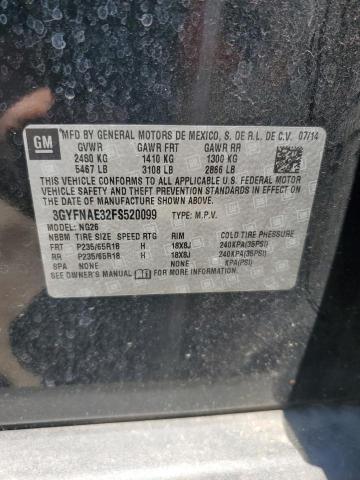 GM
MFD BY GENERAL MOTORS DE MEXICO, S. DE R.L. DE C.V. 07/14
GVWR GAWR FRT GAWR RR
2480 KG 1410 KG 1300 KG
5467 LB 3108 LB 2866 LB
THIS VEHICLE CONFORMS TO ALL APPLICABLE U.S. FEDERAL MOTOR
VEHICLE SAFETY AND THEFT PREVENTION STANDARDS IN EFFECT ON
THE DATE OF MANUFACTURE SHOWN ABOVE.
3GYFNAE32FS520099 TYPE: M.P.V.
MODEL: NG26
NBBM TIRE SIZE SPEED RTG RIM COLD TIRE PRESSURE
FRT P235/65R18 H 18X8J 240KPA(35PSI)
RR P235/65R18 H 18X8J 240KPA(35PSI)
SPA NONE NONE KPA(PSI)
SEE OWNER'S MANUAL FOR MORE INFORMATION.